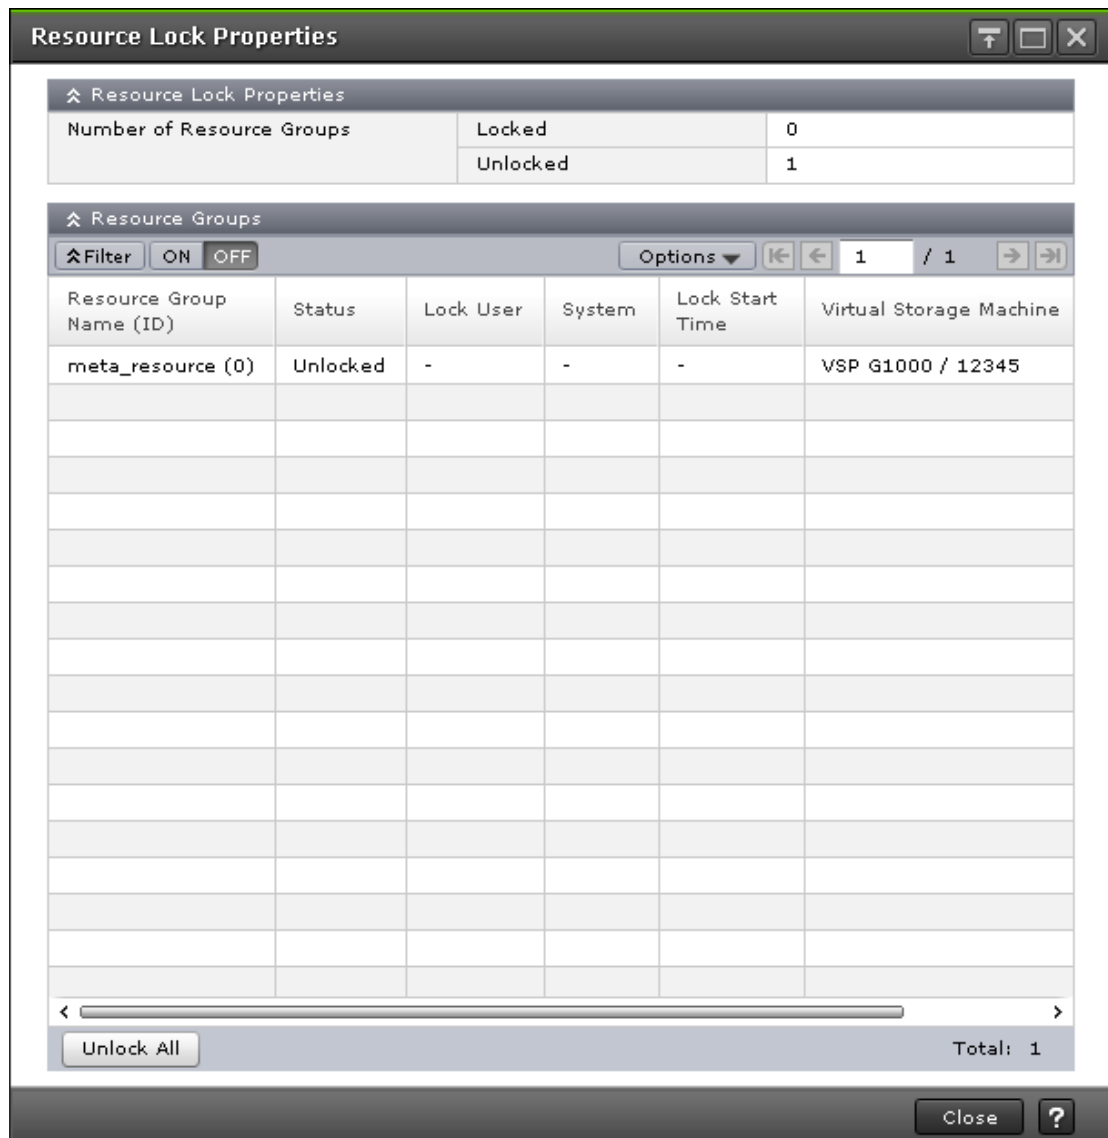 Resource Lock Properties
Resource Lock Properties
Number of Resource Groups Locked 0
Unlocked 1
Resource Groups
Filter ON OFF Options 1 / 1
Resource Group Name (ID) Status Lock User System Lock Start Time Virtual Storage Machine
meta_resource (0) Unlocked - - - VSP G1000 / 12345
Unlock All Total: 1
Close ?